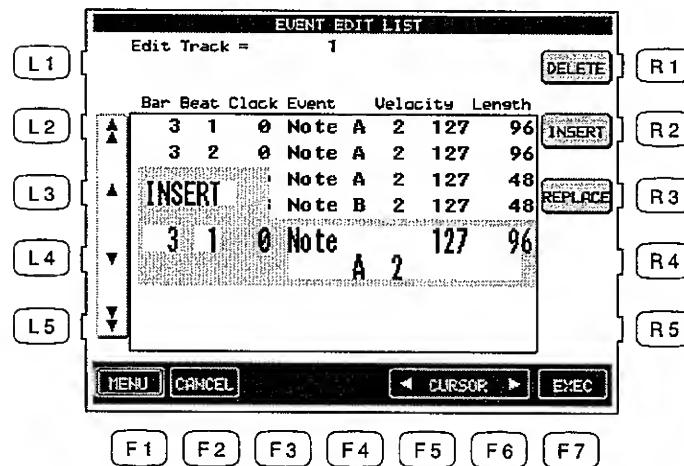 EVENT EDIT LIST
Edit Track = 1
L1
DELETE
R1
Bar Beat Clock Event Velocity Length
L2
3 1 0 Note A 2 127 96
INSERT
R2
3 2 0 Note A 2 127 96
L3
INSERT
Note A 2 127 48
REPLACE
R3
Note B 2 127 48
L4
3 1 0 Note 127 96
A 2
R4
L5
R5
MENU CANCEL ◄ CURSOR ► EXEC
F1 F2 F3 F4 F5 F6 F7